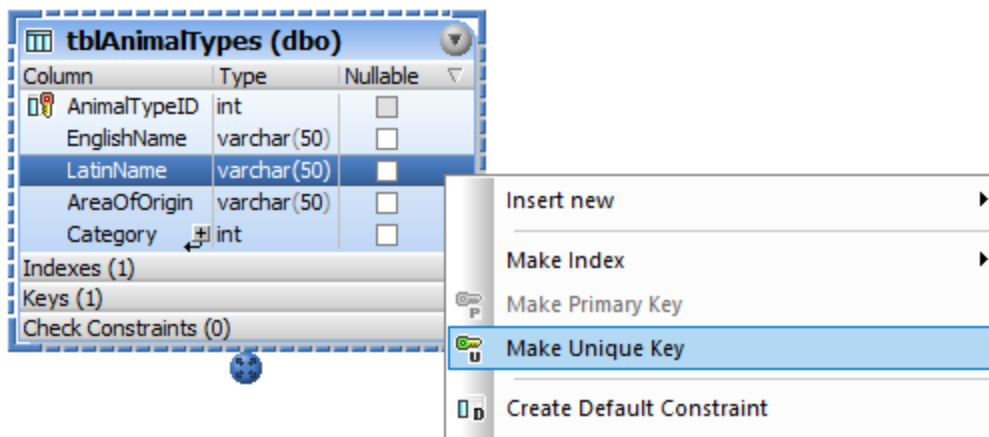 tblAnimalTypes (dbo)
Column Type Nullable
AnimalTypeID int
EnglishName varchar(50)
LatinName varchar(50)
AreaOfOrigin varchar(50)
Category int
Indexes (1)
Keys (1)
Check Constraints (0)
Insert new
Make Index
P Make Primary Key
U Make Unique Key
D Create Default Constraint